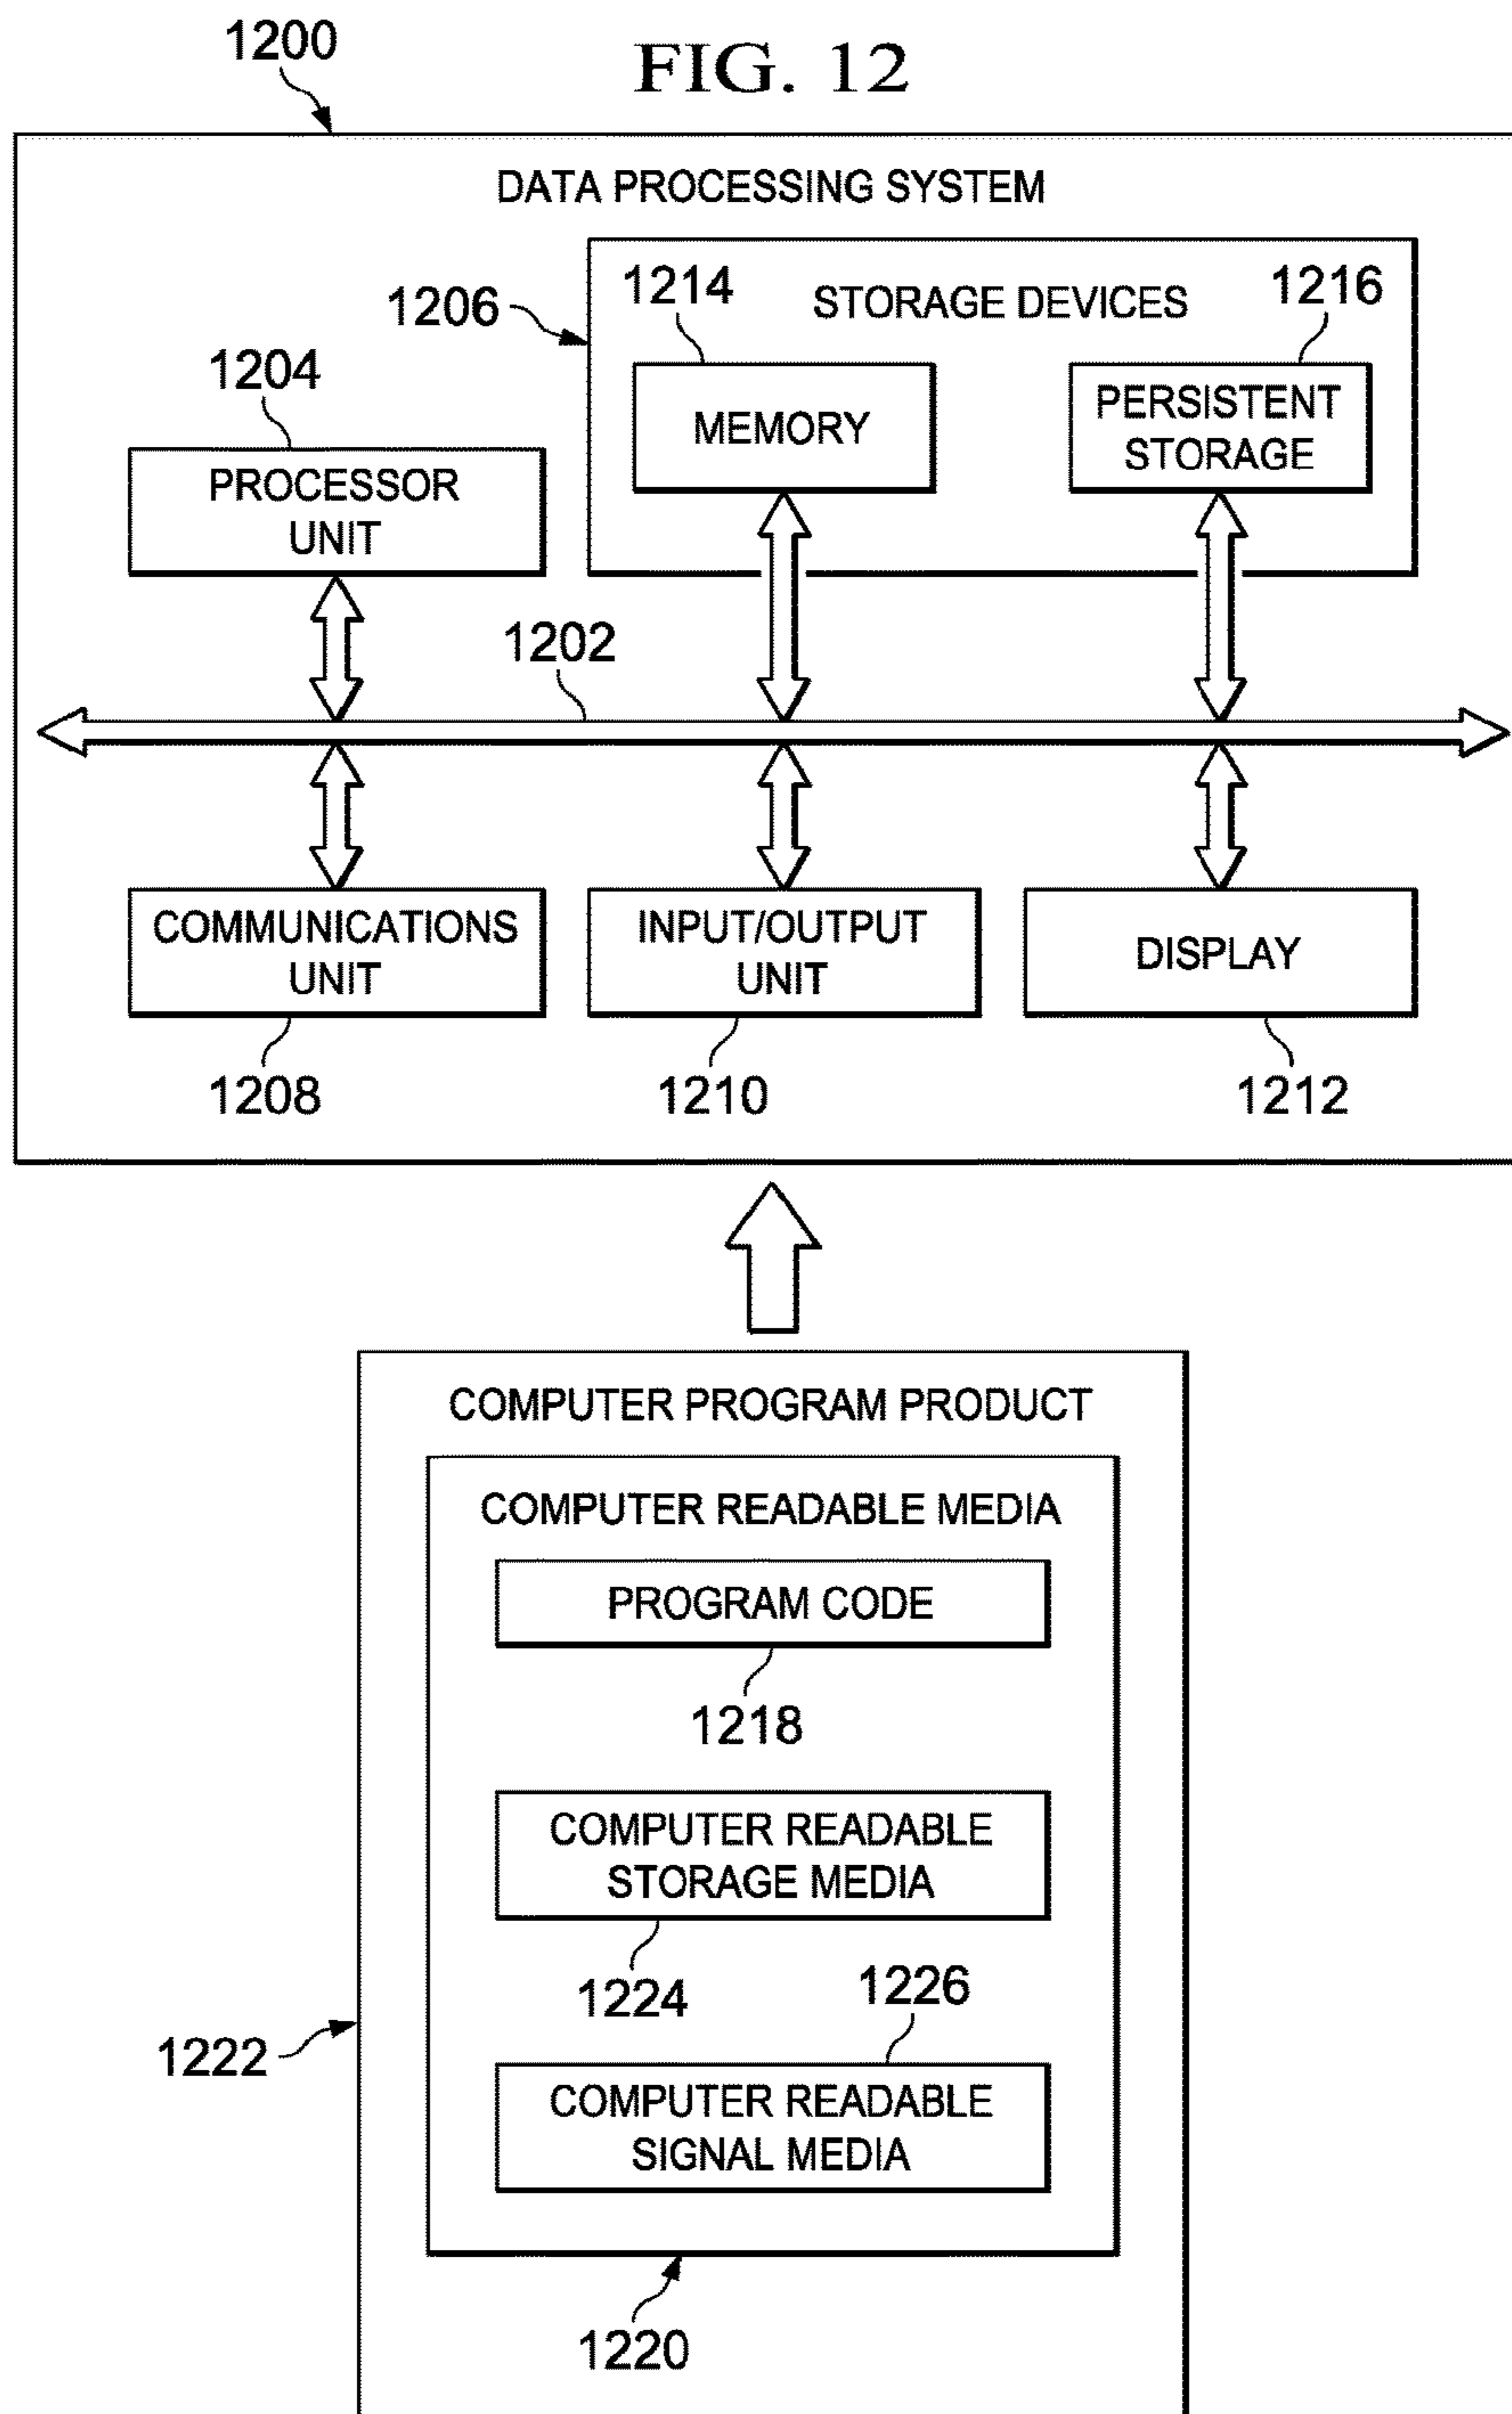 1200
FIG. 12
DATA PROCESSING SYSTEM
1206
1214
STORAGE DEVICES
1216
1204
MEMORY
PERSISTENT
STORAGE
PROCESSOR
UNIT
1202
COMMUNICATIONS
UNIT
INPUT/OUTPUT
UNIT
DISPLAY
1208
1210
1212
COMPUTER PROGRAM PRODUCT
COMPUTER READABLE MEDIA
PROGRAM CODE
1218
COMPUTER READABLE
STORAGE MEDIA
1224
1226
1222
COMPUTER READABLE
SIGNAL MEDIA
1220